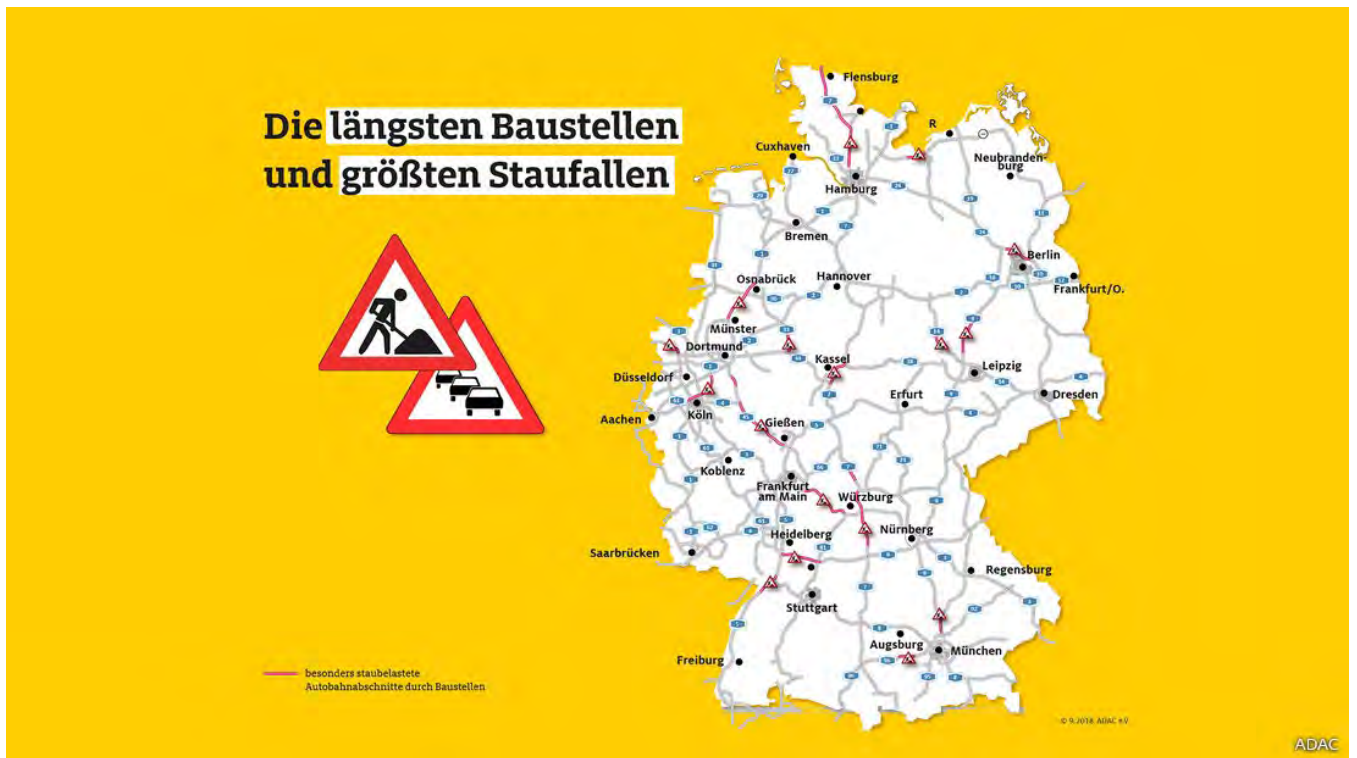 Die längsten Baustellen
und größten Staufallen
Flensburg
R
Cuxhaven
Neubranden-
burg
Hamburg
Bremen
Berlin
Osnabrück
Hannover
Frankfurt/O.
Münster
Dortmund
Kassel
Leipzig
Düsseldorf
Erfurt
Dresden
Aachen
Köln
Gießen
Koblenz
Frankfurt
am Main
Würzburg
Heidelberg
Nürnberg
Saarbrücken
Regensburg
Stuttgart
Augsburg
München
Freiburg
besonders staubelastete
Autobahnabschnitte durch Baustellen
© 9.2018 ADAC e.V.
ADAC